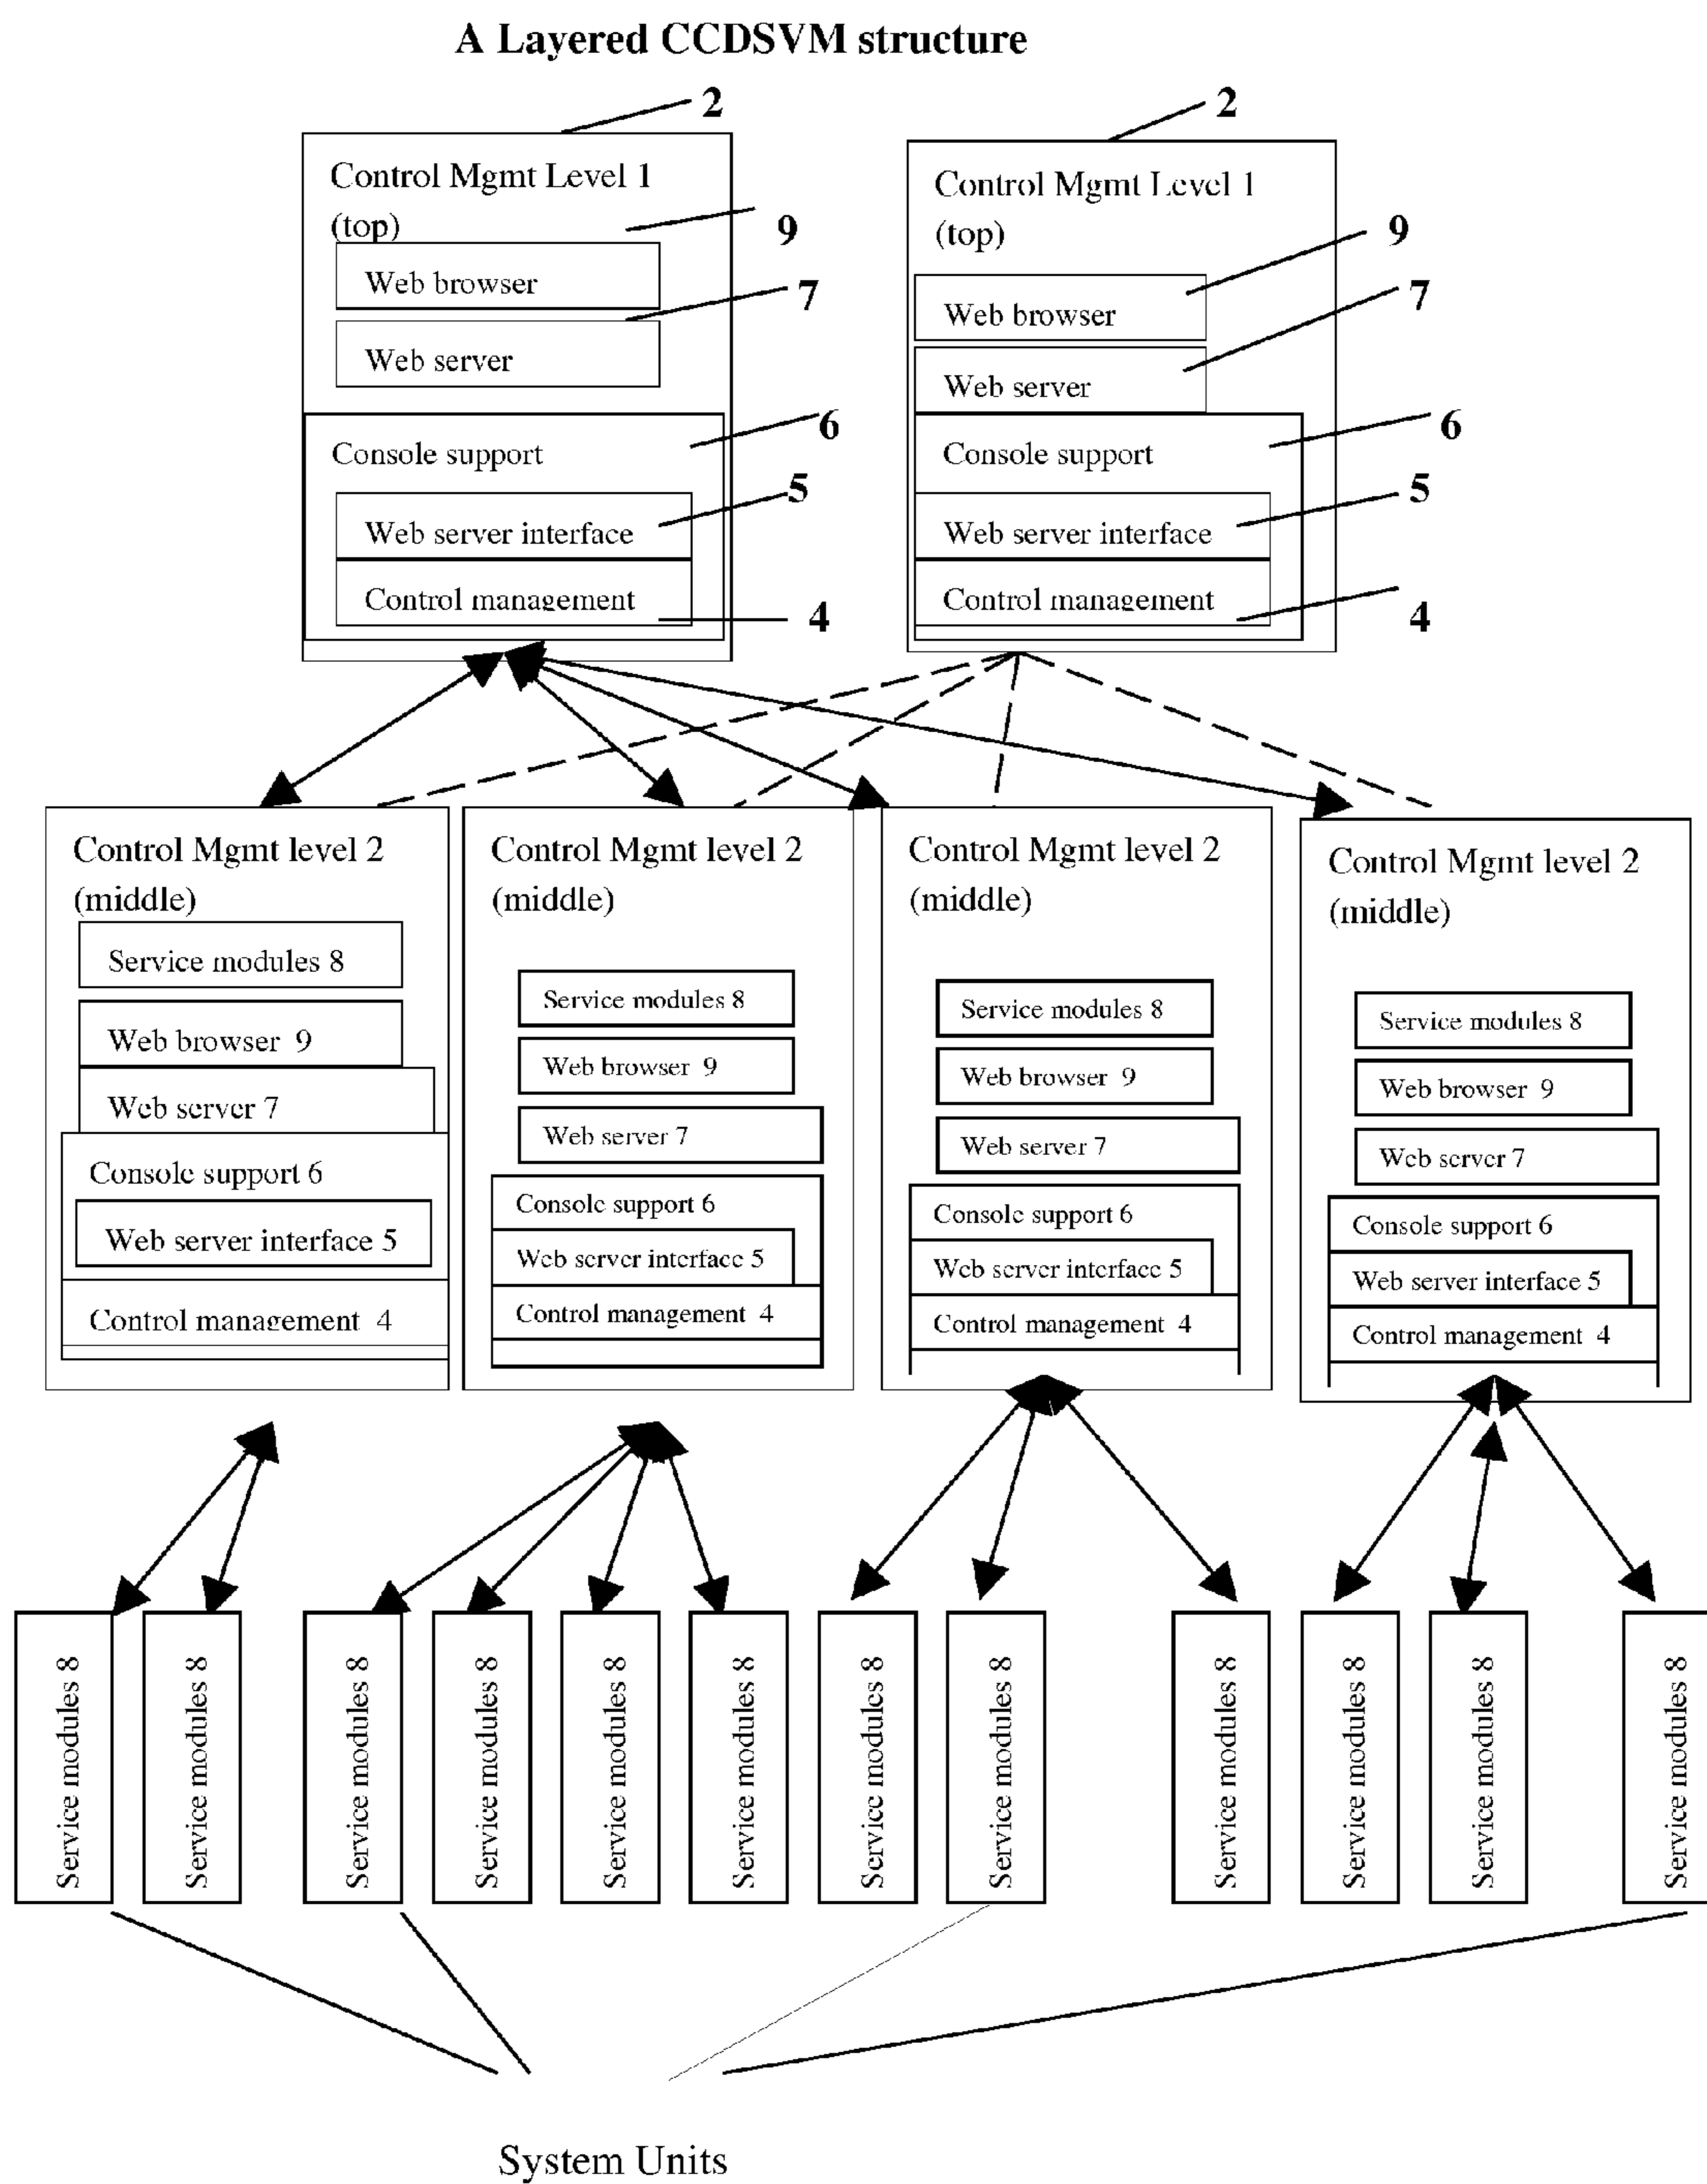 A Layered CCDSVM structure
2
2
Control Mgmt Level 1
(top)
9
Web browser
7
Web server
6
Console support
5
Web server interface
Control management
4
Control Mgmt Level 1
(top)
9
Web browser
7
Web server
6
Console support
5
Web server interface
Control management
4
Control Mgmt level 2
(middle)
Service modules 8
Web browser 9
Web server 7
Console support 6
Web server interface 5
Control management 4
Control Mgmt level 2
(middle)
Service modules 8
Web browser 9
Web server 7
Console support 6
Web server interface 5
Control management 4
Control Mgmt level 2
(middle)
Service modules 8
Web browser 9
Web server 7
Console support 6
Web server interface 5
Control management 4
Control Mgmt level 2
(middle)
Service modules 8
Web browser 9
Web server 7
Console support 6
Web server interface 5
Control management 4
Service modules 8
Service modules 8
Service modules 8
Service modules 8
Service modules 8
Service modules 8
Service modules 8
Service modules 8
Service modules 8
Service modules 8
Service modules 8
Service modules 8
System Units